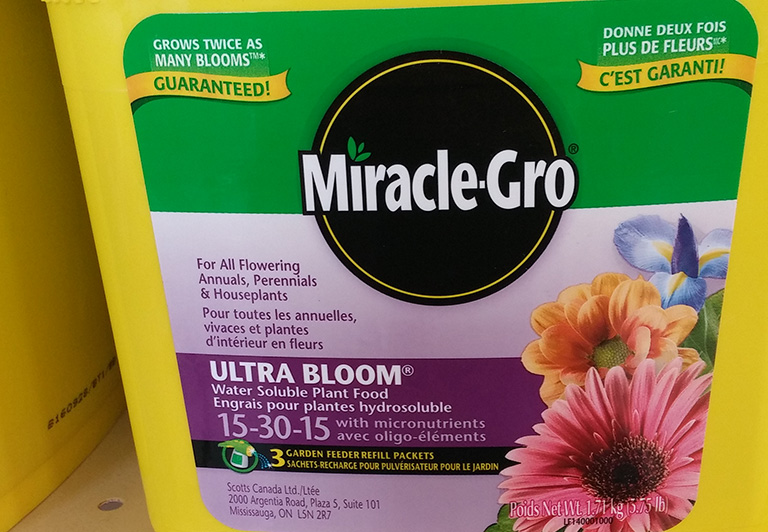 GROWS TWICE AS
MANY BLOOMS™*
GUARANTEED!
DONNE DEUX FOIS
PLUS DE FLEURS*
C'EST GARANTI!
Miracle-Gro®
For All Flowering
Annuals, Perennials
& Houseplants
Pour toutes les annuelles,
vivaces et plantes
d'intérieur en fleurs
ULTRA BLOOM®
Water Soluble Plant Food
Engrais pour plantes hydrosoluble
15-30-15 with micronutrients
avec oligo-éléments
3 GARDEN FEEDER REFILL PACKETS
SACHETS-RECHARGE POUR PULVÉRISATEUR POUR LE JARDIN
Scotts Canada Ltd./Ltée
2000 Argentia Road, Plaza 5, Suite 101
Mississauga, ON L5N 2R7
Poids Net Wt. 1.71 kg (3.75 lb)
LF140001000